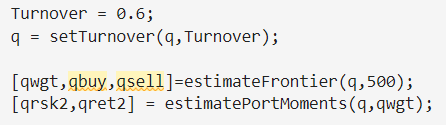 Turnover = 0.6;
q = setTurnover(q,Turnover);
[qwgt,qbuy,qsell]=estimateFrontier(q,500);
[qrsk2,qret2] = estimatePortMoments(q,qwgt);